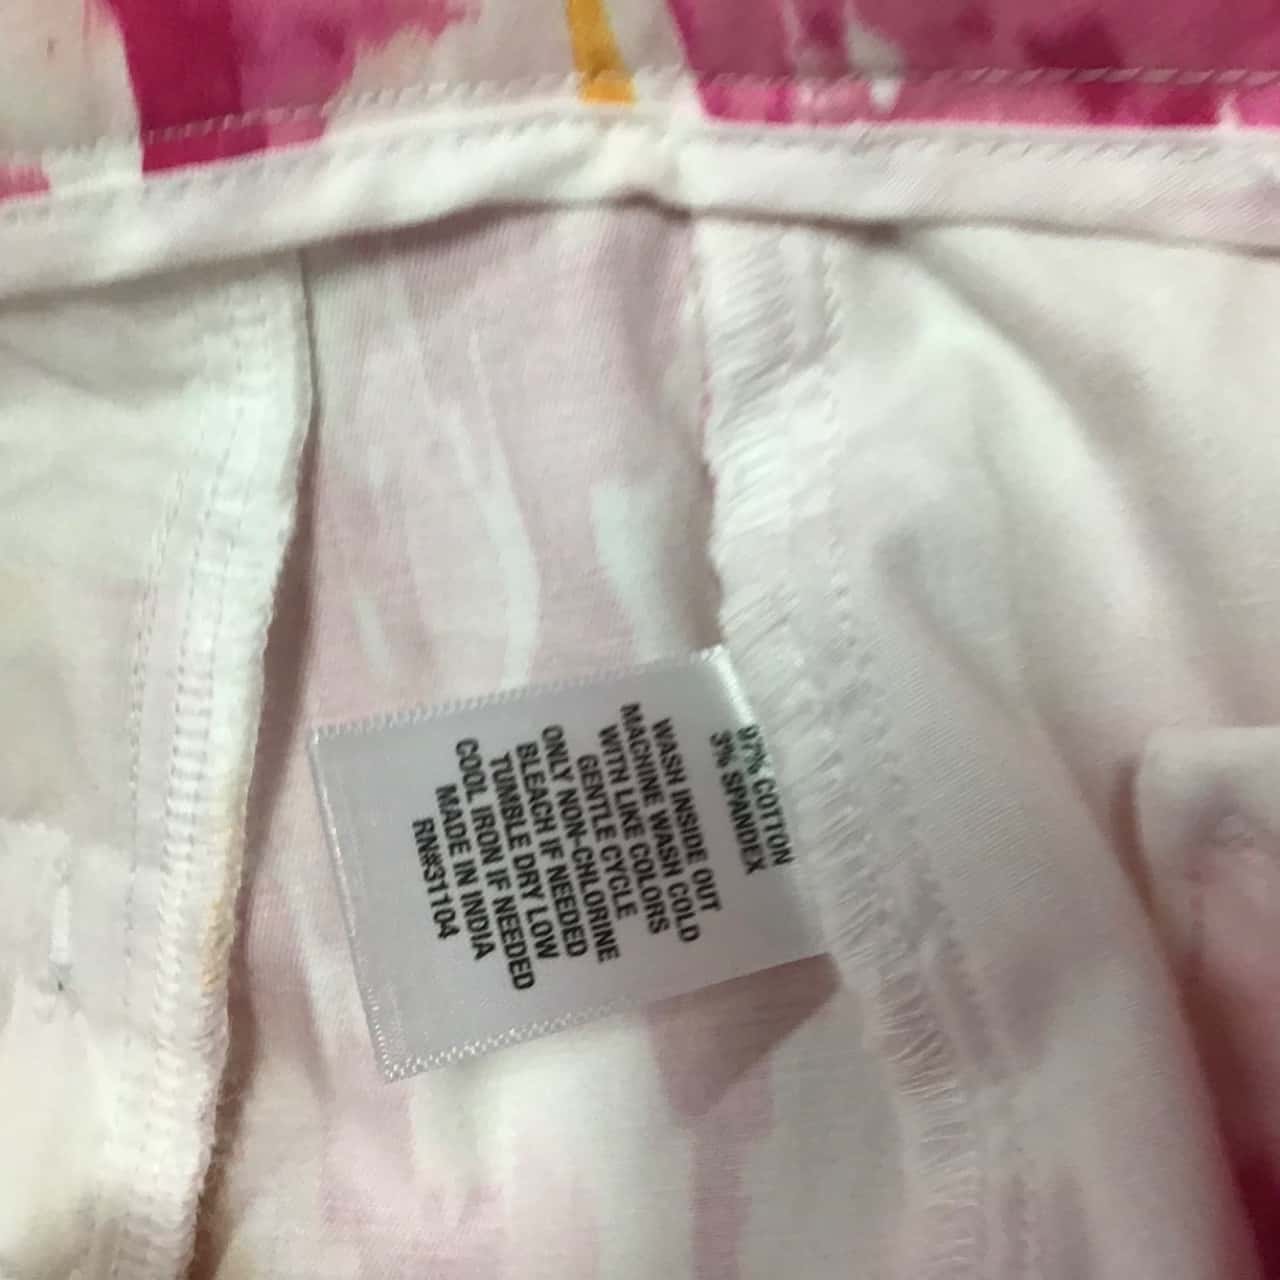 97% COTTON
3% SPANDEX
WASH INSIDE OUT
MACHINE WASH COLD
WITH LIKE COLORS
GENTLE CYCLE
ONLY NON-CHLORINE
BLEACH IF NEEDED
TUMBLE DRY LOW
COOL IRON IF NEEDED
MADE IN INDIA
RN#31104